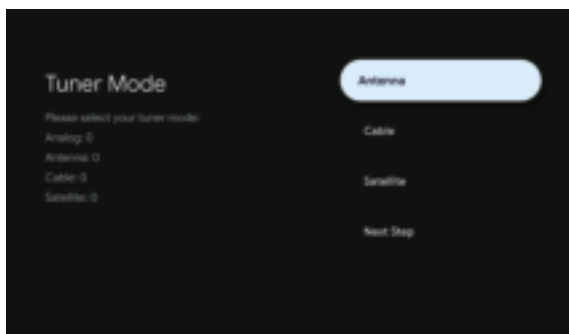 Tuner Mode
Please select your tuner mode:
Analog: 0
Antenna: 0
Cable: 0
Satellite: 0
Antenna
Cable
Satellite
Next Step